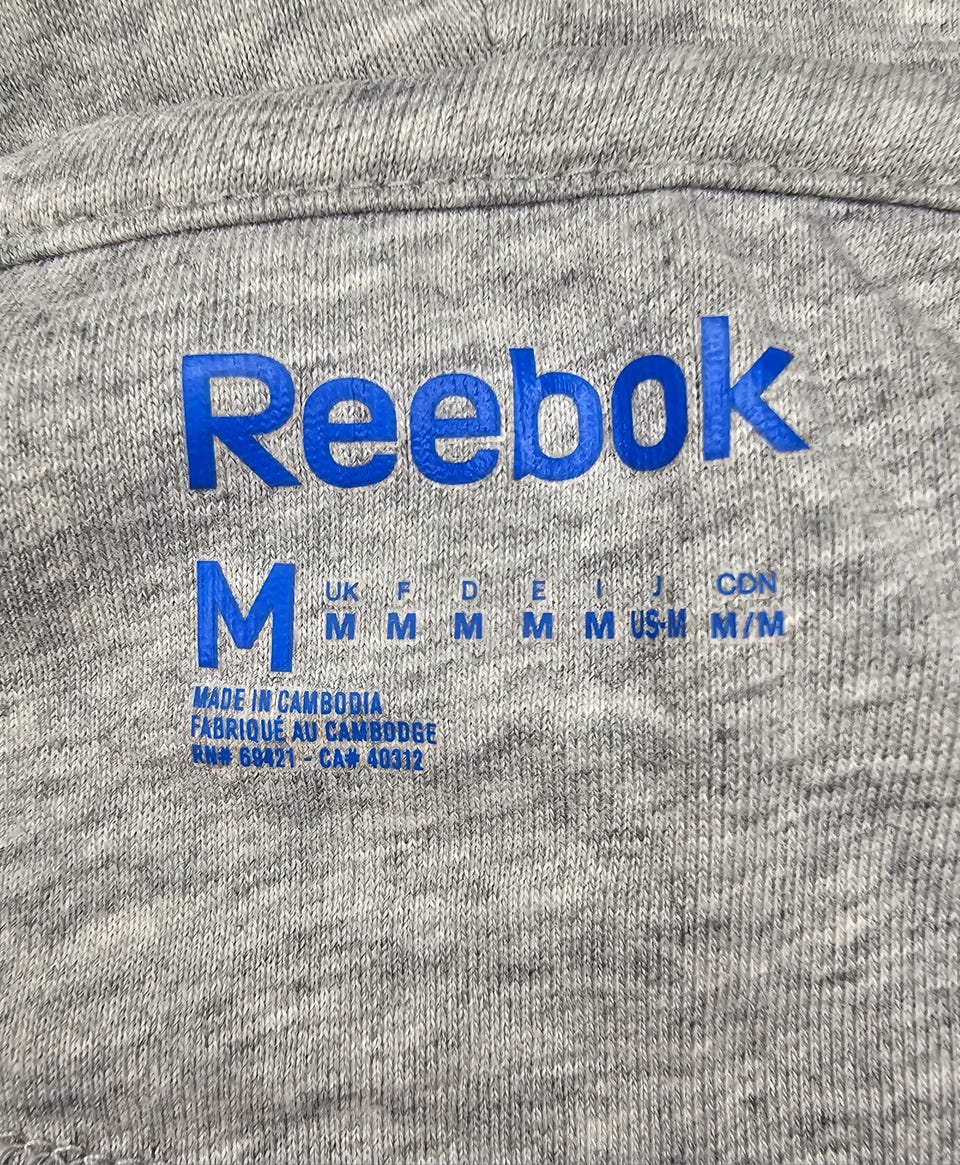 Reebok
M
UK F D E I J CDN
M M M M M US-M M/M
MADE IN CAMBODIA
FABRIQUÉ AU CAMBODGE
RN# 69421 - CA# 40312